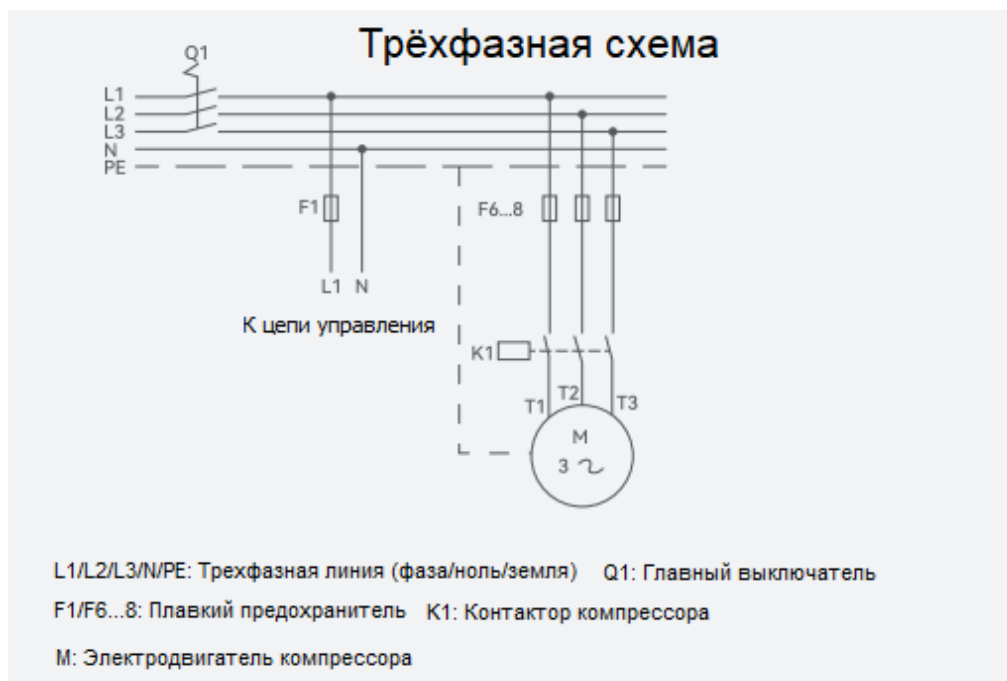 Трёхфазная схема
Q1
L1
L2
L3
N
PE
F1
F6...8
L1 N
К цепи управления
K1
T1 T2 T3
M
3
L1/L2/L3/N/PE: Трехфазная линия (фаза/ноль/земля) Q1: Главный выключатель
F1/F6...8: Плавкий предохранитель K1: Контактор компрессора
М: Электродвигатель компрессора